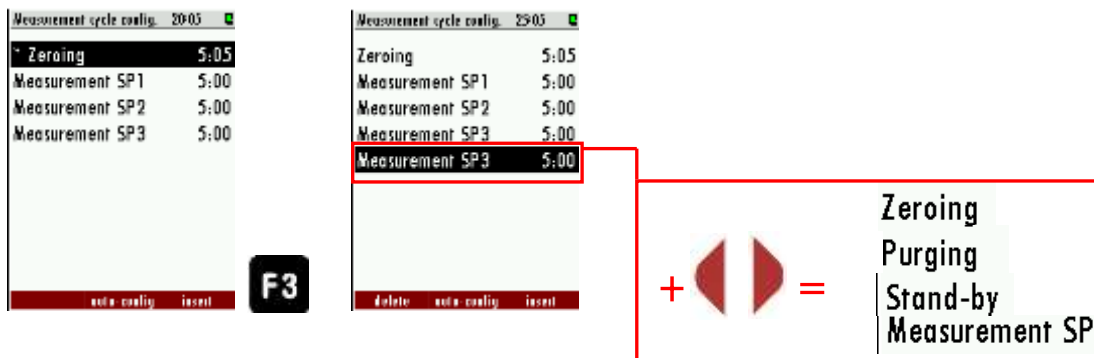 Measurement cycle config. 20:05
* Zeroing 5:05
Measurement SP1 5:00
Measurement SP2 5:00
Measurement SP3 5:00
auto-config insert
F3
Measurement cycle config. 25:05
Zeroing 5:05
Measurement SP1 5:00
Measurement SP2 5:00
Measurement SP3 5:00
Measurement SP3 5:00
delete auto-config insert
+ =
Zeroing
Purging
Stand-by
Measurement SP